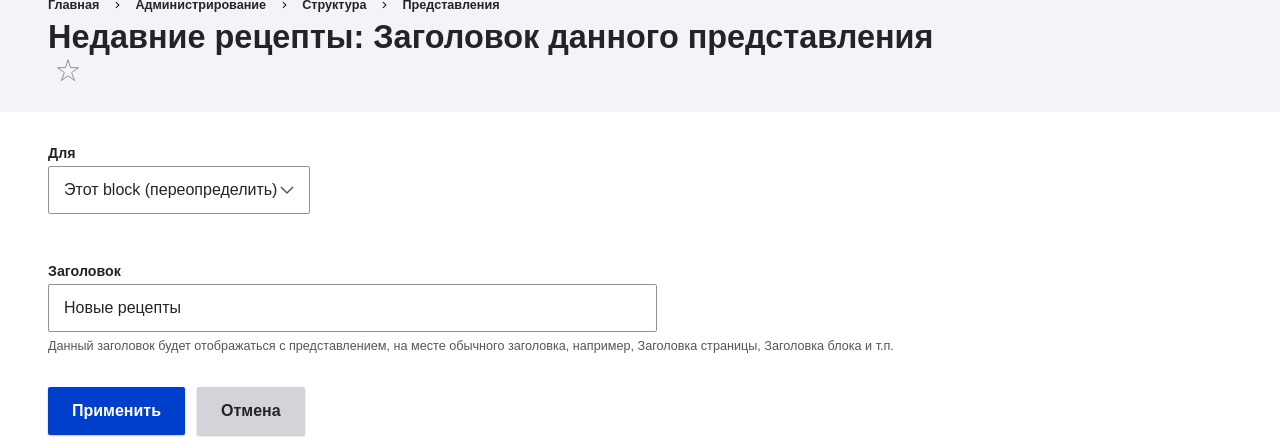 Главная › Администрирование › Структура › Представления
Недавние рецепты: Заголовок данного представления
Для
Этот block (переопределить)
Заголовок
Новые рецепты
Данный заголовок будет отображаться с представлением, на месте обычного заголовка, например, Заголовка страницы, Заголовка блока и т.п.
Применить Отмена